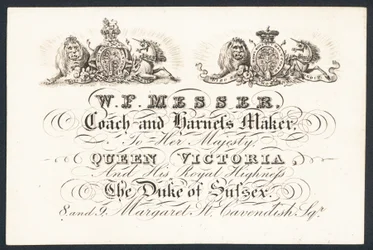 W. F. MESSER,
Coach and Harness Maker,
To Her Majesty,
QUEEN VICTORIA,
And His Royal Highness
The Duke of Sussex.
8 and 9, Margaret St. Cavendish Sqr.